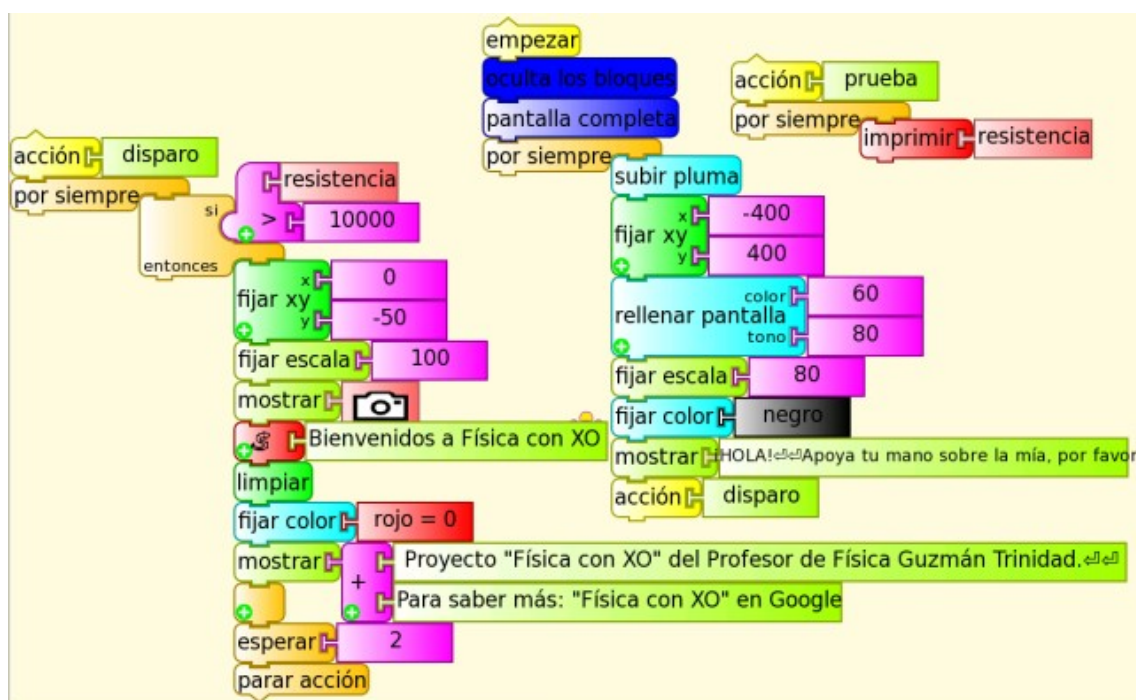 empezar
oculta los bloques
pantalla completa
por siempre
subir pluma
fijar xy x -400
y 400
rellenar pantalla color 60
tono 80
fijar escala 80
fijar color negro
mostrar ¡HOLA!⏎⏎Apoya tu mano sobre la mía, por favor
acción disparo
acción prueba
por siempre
imprimir resistencia
acción disparo
por siempre
si resistencia
> 10000
entonces
fijar xy x 0
y -50
fijar escala 100
mostrar
Bienvenidos a Física con XO
limpiar
fijar color rojo = 0
mostrar + Proyecto "Física con XO" del Profesor de Física Guzmán Trinidad.⏎⏎
Para saber más: "Física con XO" en Google
esperar 2
parar acción